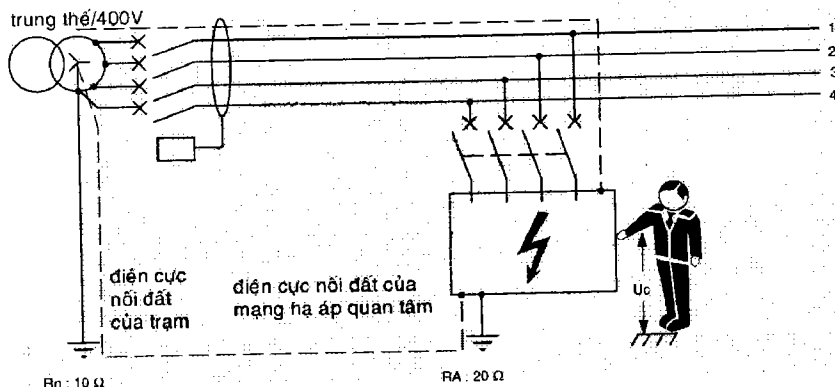 trung thế/400V
1
2
3
4
điện cực
nối đất
của trạm
điện cực nối đất của
mạng hạ áp quan tâm
Uc
Rn : 10 Ω
RA : 20 Ω